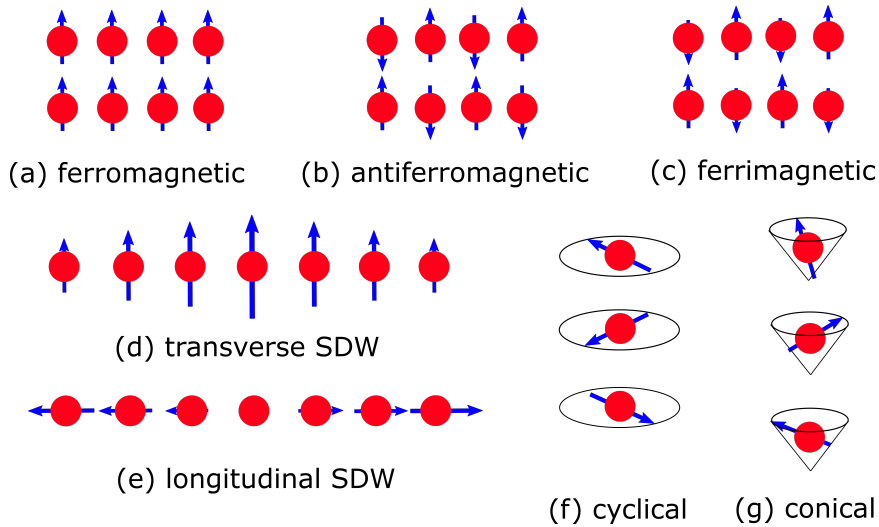 (a) ferromagnetic
(b) antiferromagnetic
(c) ferrimagnetic
(d) transverse SDW
(e) longitudinal SDW
(f) cyclical
(g) conical